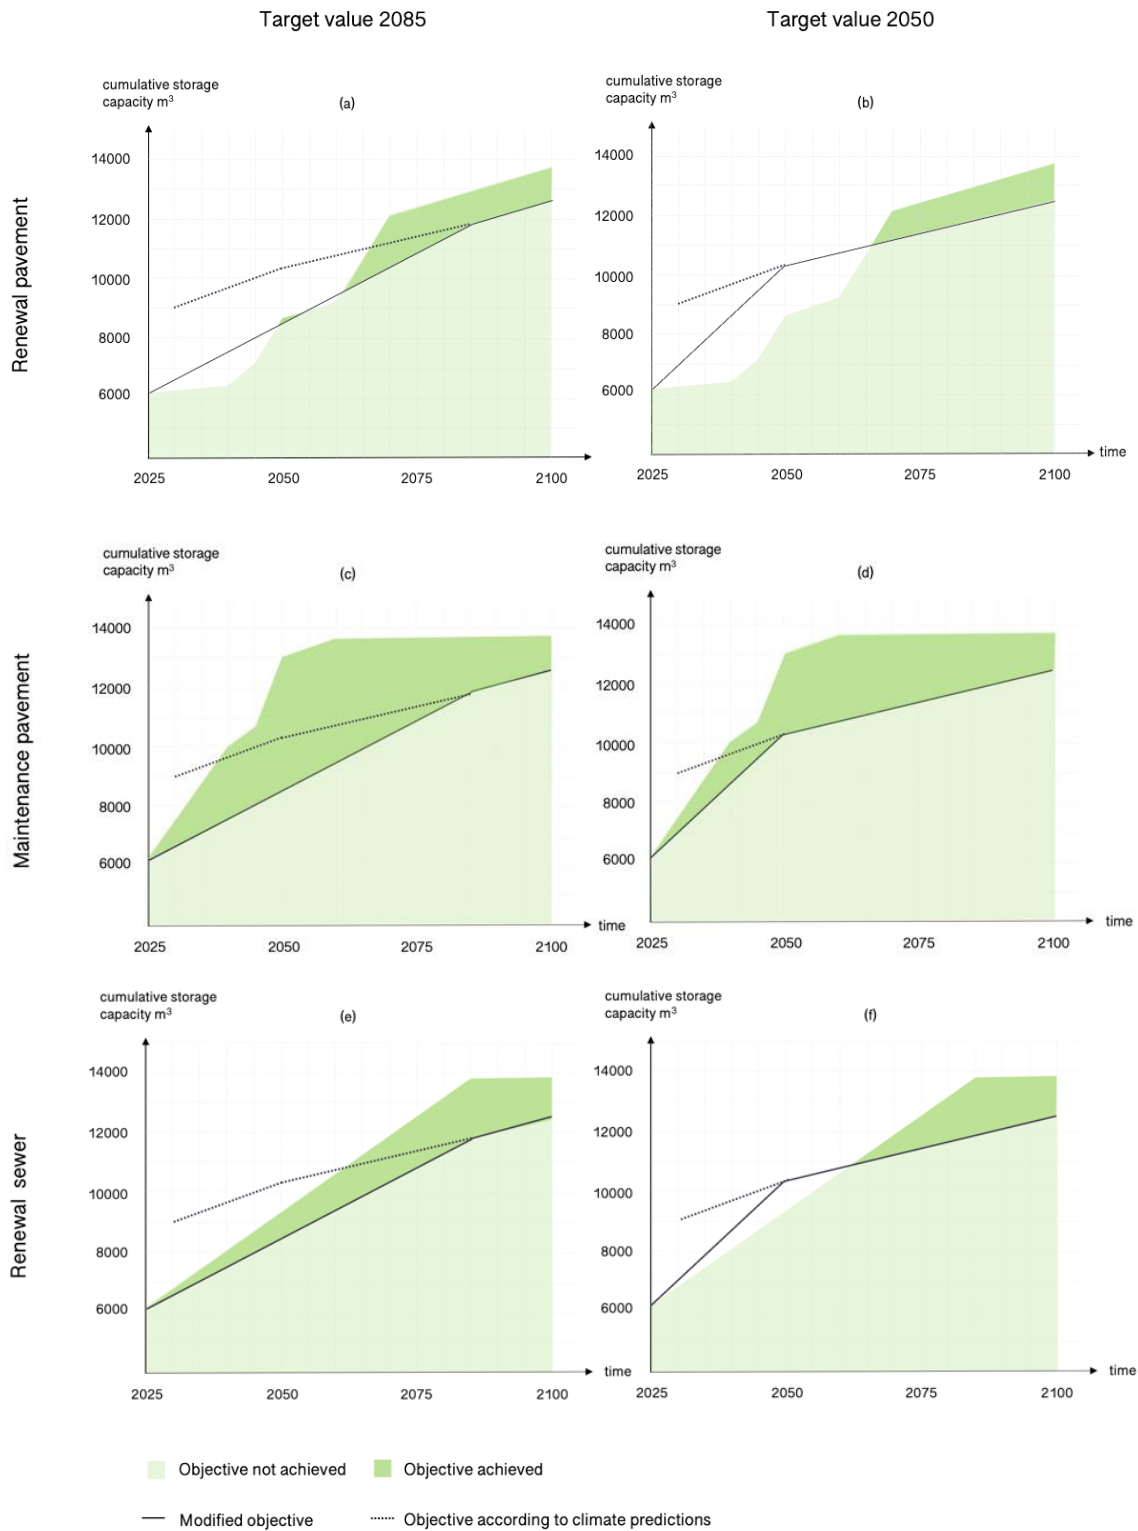 Target value 2085
Target value 2050
Renewal pavement
cumulative storage
capacity m³
(a)
14000
12000
10000
8000
6000
2025
2050
2075
2100
cumulative storage
capacity m³
(b)
14000
12000
10000
8000
6000
time
2025
2050
2075
2100
Maintenance pavement
cumulative storage
capacity m³
(c)
14000
12000
10000
8000
6000
time
2025
2050
2075
2100
cumulative storage
capacity m³
(d)
14000
12000
10000
8000
6000
time
2025
2050
2075
2100
Renewal sewer
cumulative storage
capacity m³
(e)
14000
12000
10000
8000
6000
time
2025
2050
2075
2100
cumulative storage
capacity m³
(f)
14000
12000
10000
8000
6000
time
2025
2050
2075
2100
Objective not achieved
Objective achieved
Modified objective
Objective according to climate predictions